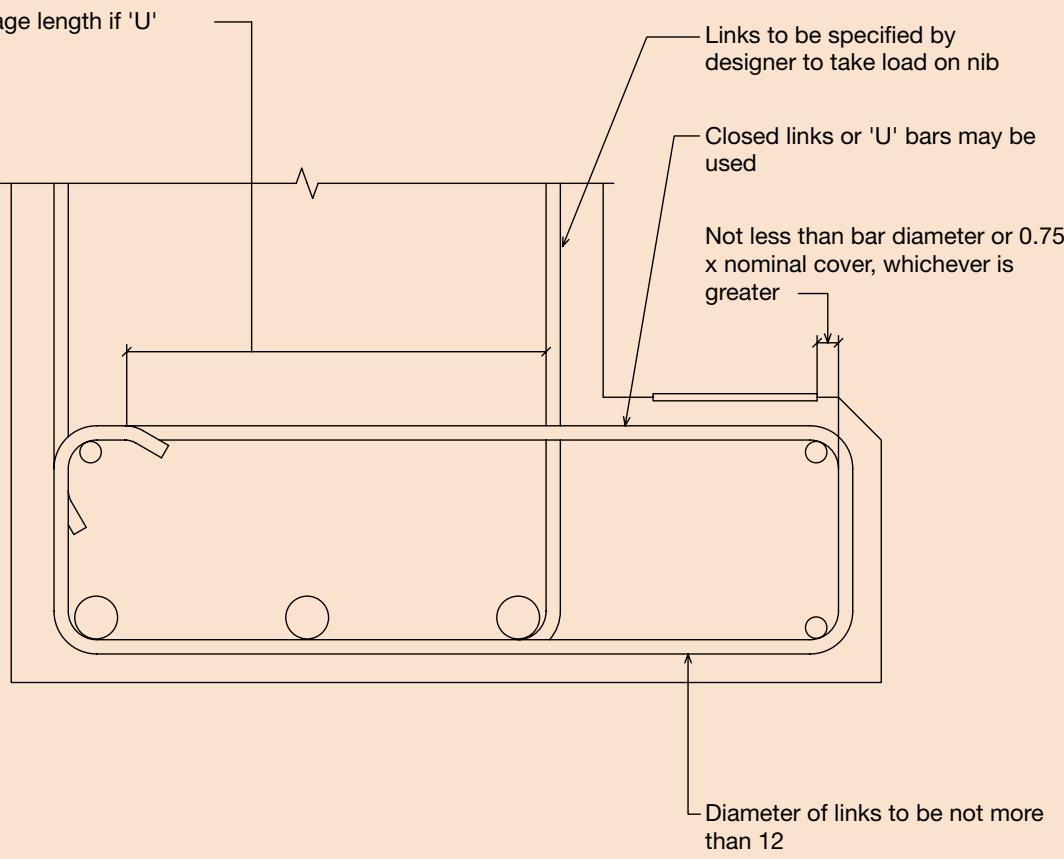 length if 'U'
Links to be specified by
designer to take load on nib
Closed links or 'U' bars may be
used
Not less than bar diameter or 0.75
x nominal cover, whichever is
greater
Diameter of links to be not more
than 12